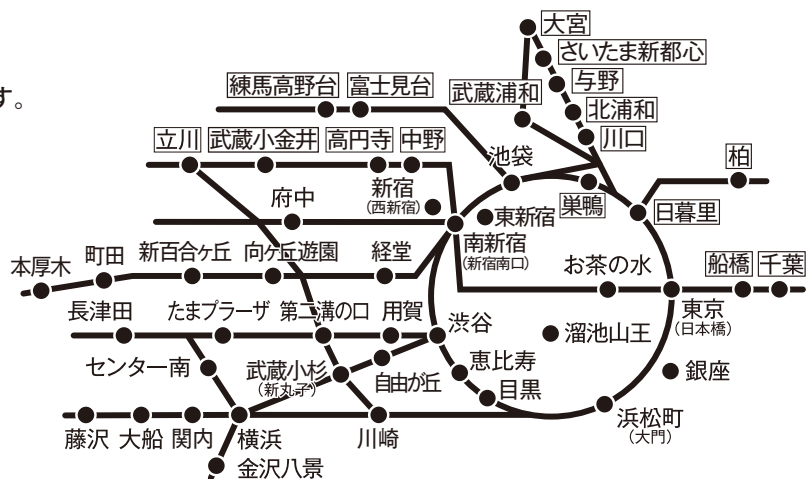 大宮
さいたま新都心
与野
北浦和
川口
武蔵浦和
練馬高野台
富士見台
す。
立川
武蔵小金井
高円寺
中野
池袋
巣鴨
柏
日暮里
府中
新宿
(西新宿)
東新宿
南新宿
(新宿南口)
本厚木
町田
新百合ヶ丘
向ヶ丘遊園
経堂
お茶の水
船橋
千葉
東京
(日本橋)
長津田
たまプラーザ
第二溝の口
用賀
渋谷
溜池山王
センター南
武蔵小杉
(新丸子)
自由が丘
恵比寿
目黒
銀座
浜松町
(大門)
藤沢
大船
関内
横浜
川崎
金沢八景